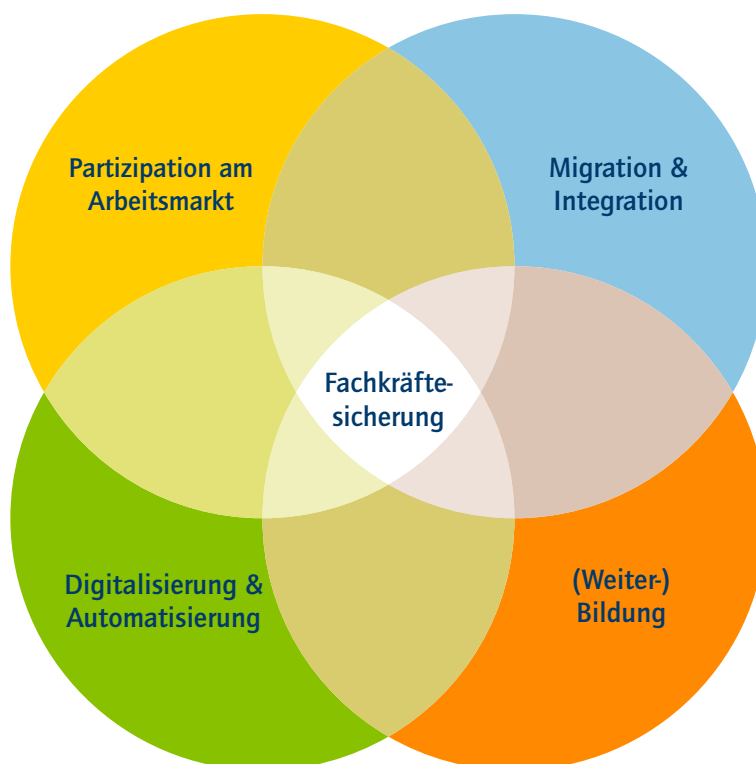 Partizipation am
Arbeitsmarkt
Migration &
Integration
Fachkräfte-
sicherung
Digitalisierung &
Automatisierung
(Weiter-)
Bildung